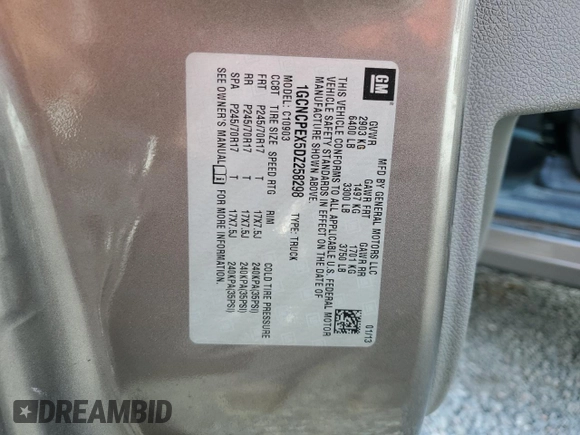 GM
MFD BY GENERAL MOTORS LLC
01/13
GVWR GAWR FRT GAWR RR
2903 KG 1497 KG 1701 KG
6400 LB 3300 LB 3750 LB
THIS VEHICLE CONFORMS TO ALL APPLICABLE U.S. FEDERAL MOTOR
VEHICLE SAFETY STANDARDS IN EFFECT ON THE DATE OF
MANUFACTURE SHOWN ABOVE.
1GCNCPEX5DZ258298 TYPE: TRUCK
MODEL: C10903
CC8T TIRE SIZE SPEED RTG RIM COLD TIRE PRESSURE
FRT P245/70R17 T 17X7.5J 240KPA(35PSI)
RR P245/70R17 T 17X7.5J 240KPA(35PSI)
SPA P245/70R17 T 17X7.5J 240KPA(35PSI)
SEE OWNER'S MANUAL FOR MORE INFORMATION.
DREAMBID